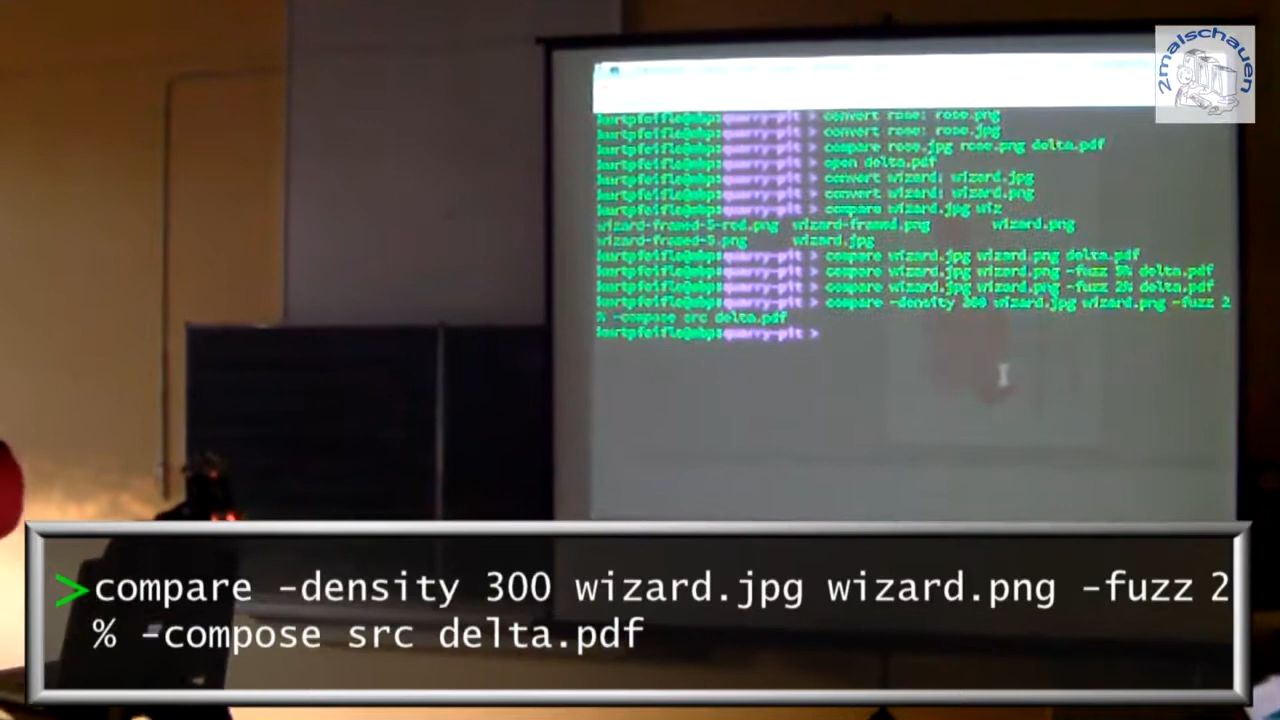 2malschauen
kurtpfeifle@mbp:quarry-pit > convert rose: rose.png
kurtpfeifle@mbp:quarry-pit > convert rose: rose.jpg
kurtpfeifle@mbp:quarry-pit > compare rose.jpg rose.png delta.pdf
kurtpfeifle@mbp:quarry-pit > open delta.pdf
kurtpfeifle@mbp:quarry-pit > convert wizard: wizard.jpg
kurtpfeifle@mbp:quarry-pit > convert wizard: wizard.png
kurtpfeifle@mbp:quarry-pit > compare wizard.jpg wiz
wizard-framed-5-red.png wizard-framed.png wizard.png
wizard-framed-5.png wizard.jpg
kurtpfeifle@mbp:quarry-pit > compare wizard.jpg wizard.png delta.pdf
kurtpfeifle@mbp:quarry-pit > compare wizard.jpg wizard.png -fuzz 5% delta.pdf
kurtpfeifle@mbp:quarry-pit > compare wizard.jpg wizard.png -fuzz 2% delta.pdf
kurtpfeifle@mbp:quarry-pit > compare -density 300 wizard.jpg wizard.png -fuzz 2
% -compose src delta.pdf
kurtpfeifle@mbp:quarry-pit >
>compare -density 300 wizard.jpg wizard.png -fuzz 2
% -compose src delta.pdf